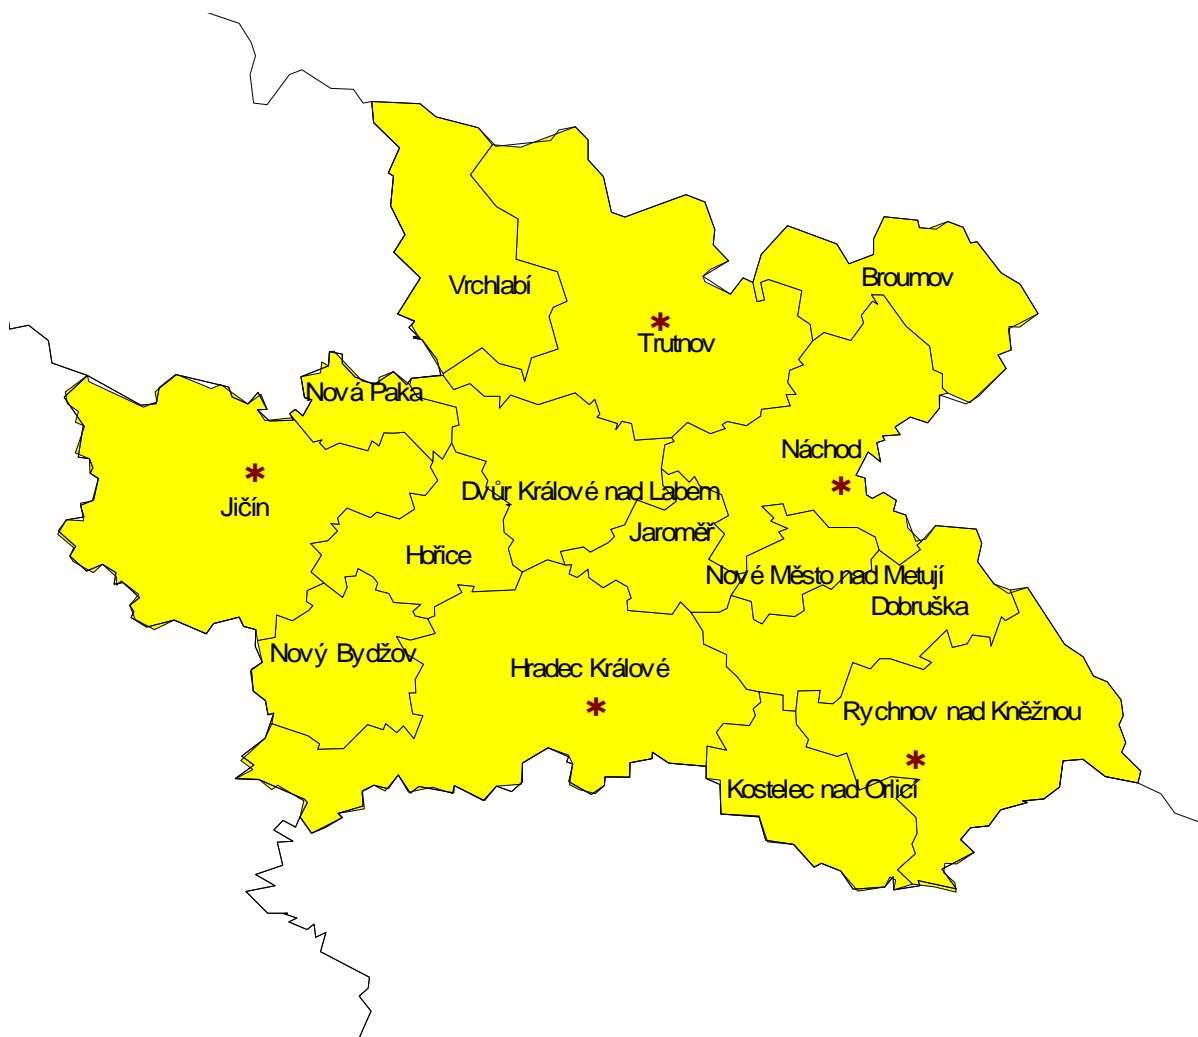 Broumov
Vrchlabí
Trutnov
Nová Paka
Náchod
Dvůr Králové nad Labem
Jičín
Jaroměř
Hořice
Nové Město nad Metují
Dobruška
Nový Bydžov
Hradec Králové
Rychnov nad Kněžnou
Kostelec nad Orlicí